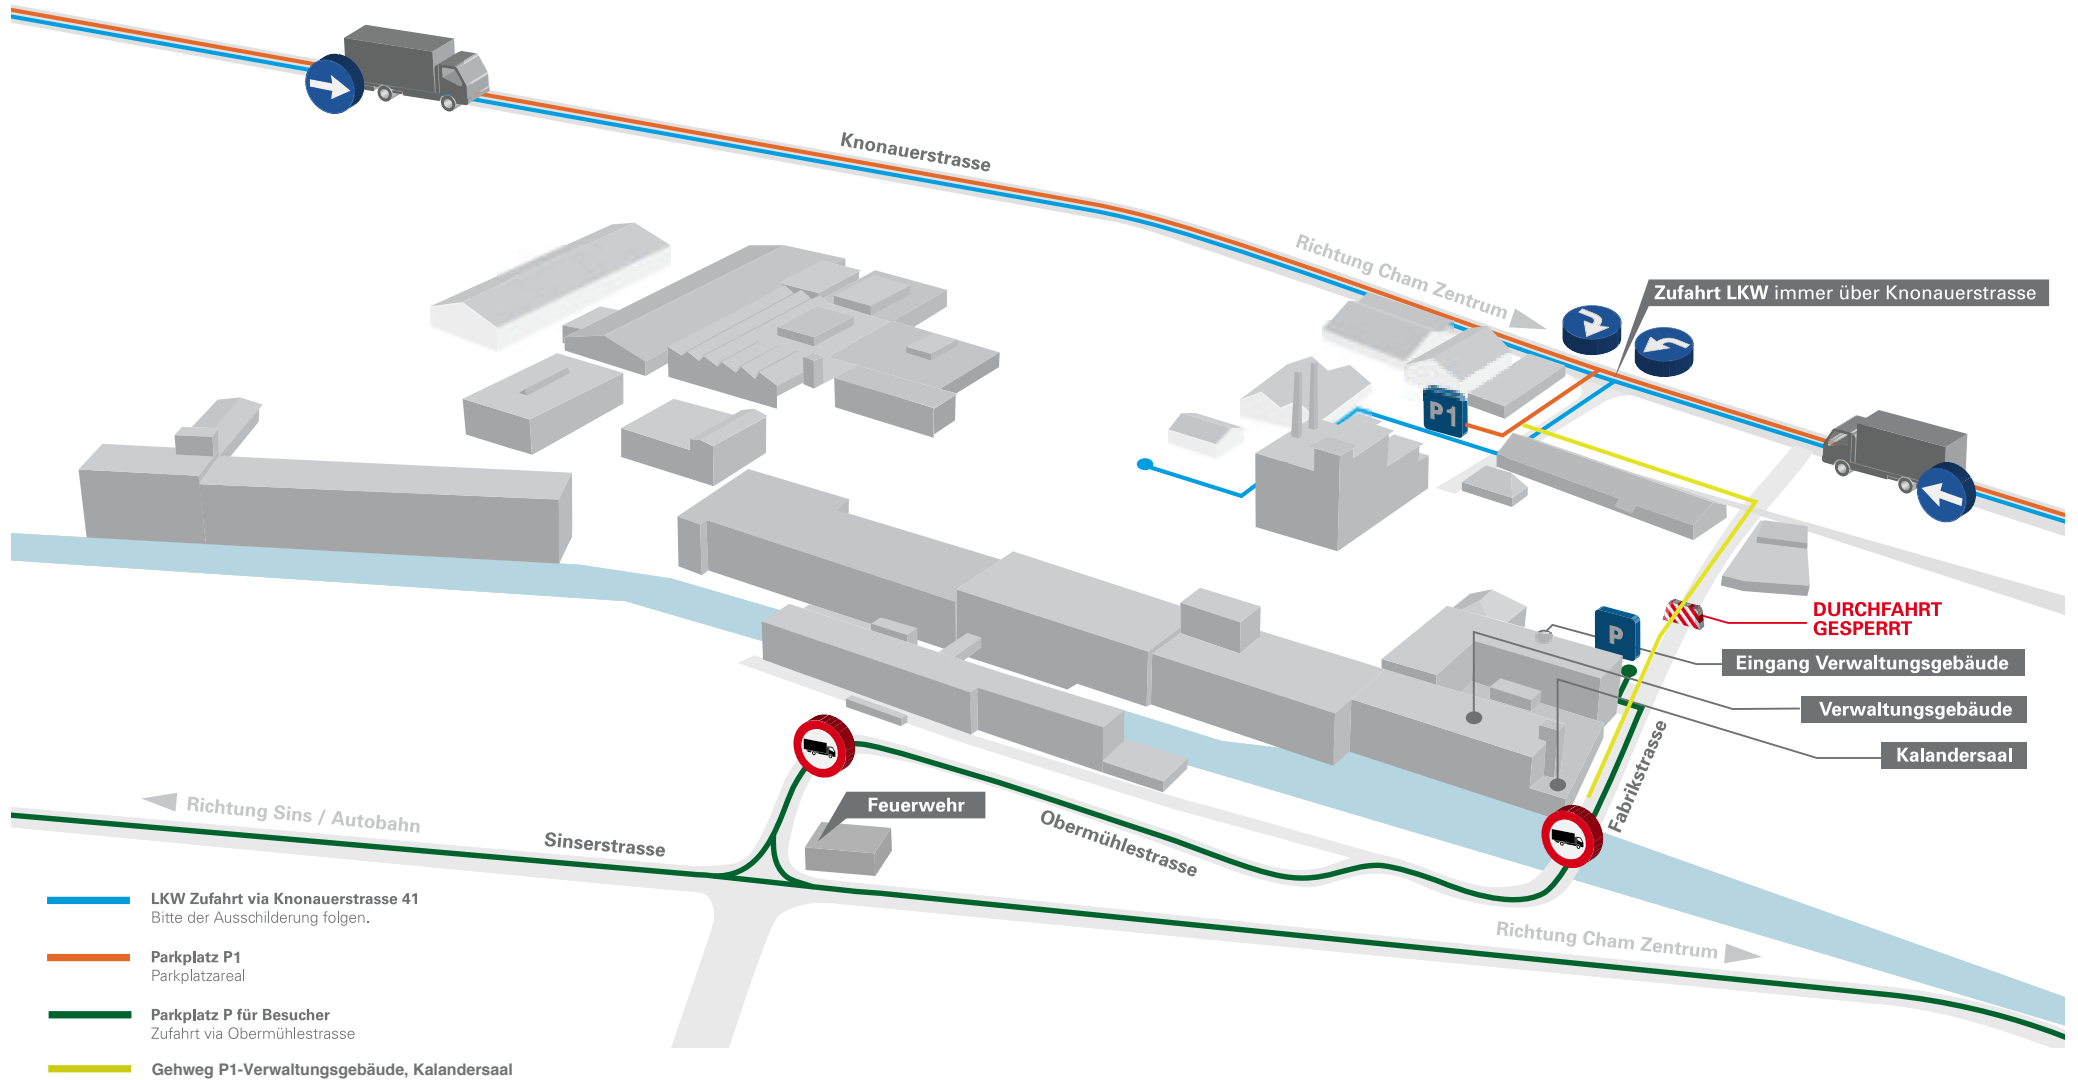 Knonauerstrasse
Richtung Cham Zentrum
Zufahrt LKW immer über Knonauerstrasse
P1
DURCHFAHRT
GESPERRT
P
Eingang Verwaltungsgebäude
Verwaltungsgebäude
Kalandersaal
Fabrikstrasse
Richtung Sins / Autobahn
Feuerwehr
Sinserstrasse
Obermühlestrasse
Richtung Cham Zentrum
LKW Zufahrt via Knonauerstrasse 41
Bitte der Ausschilderung folgen.
Parkplatz P1
Parkplatzareal
Parkplatz P für Besucher
Zufahrt via Obermühlestrasse
Gehweg P1-Verwaltungsgebäude, Kalandersaal